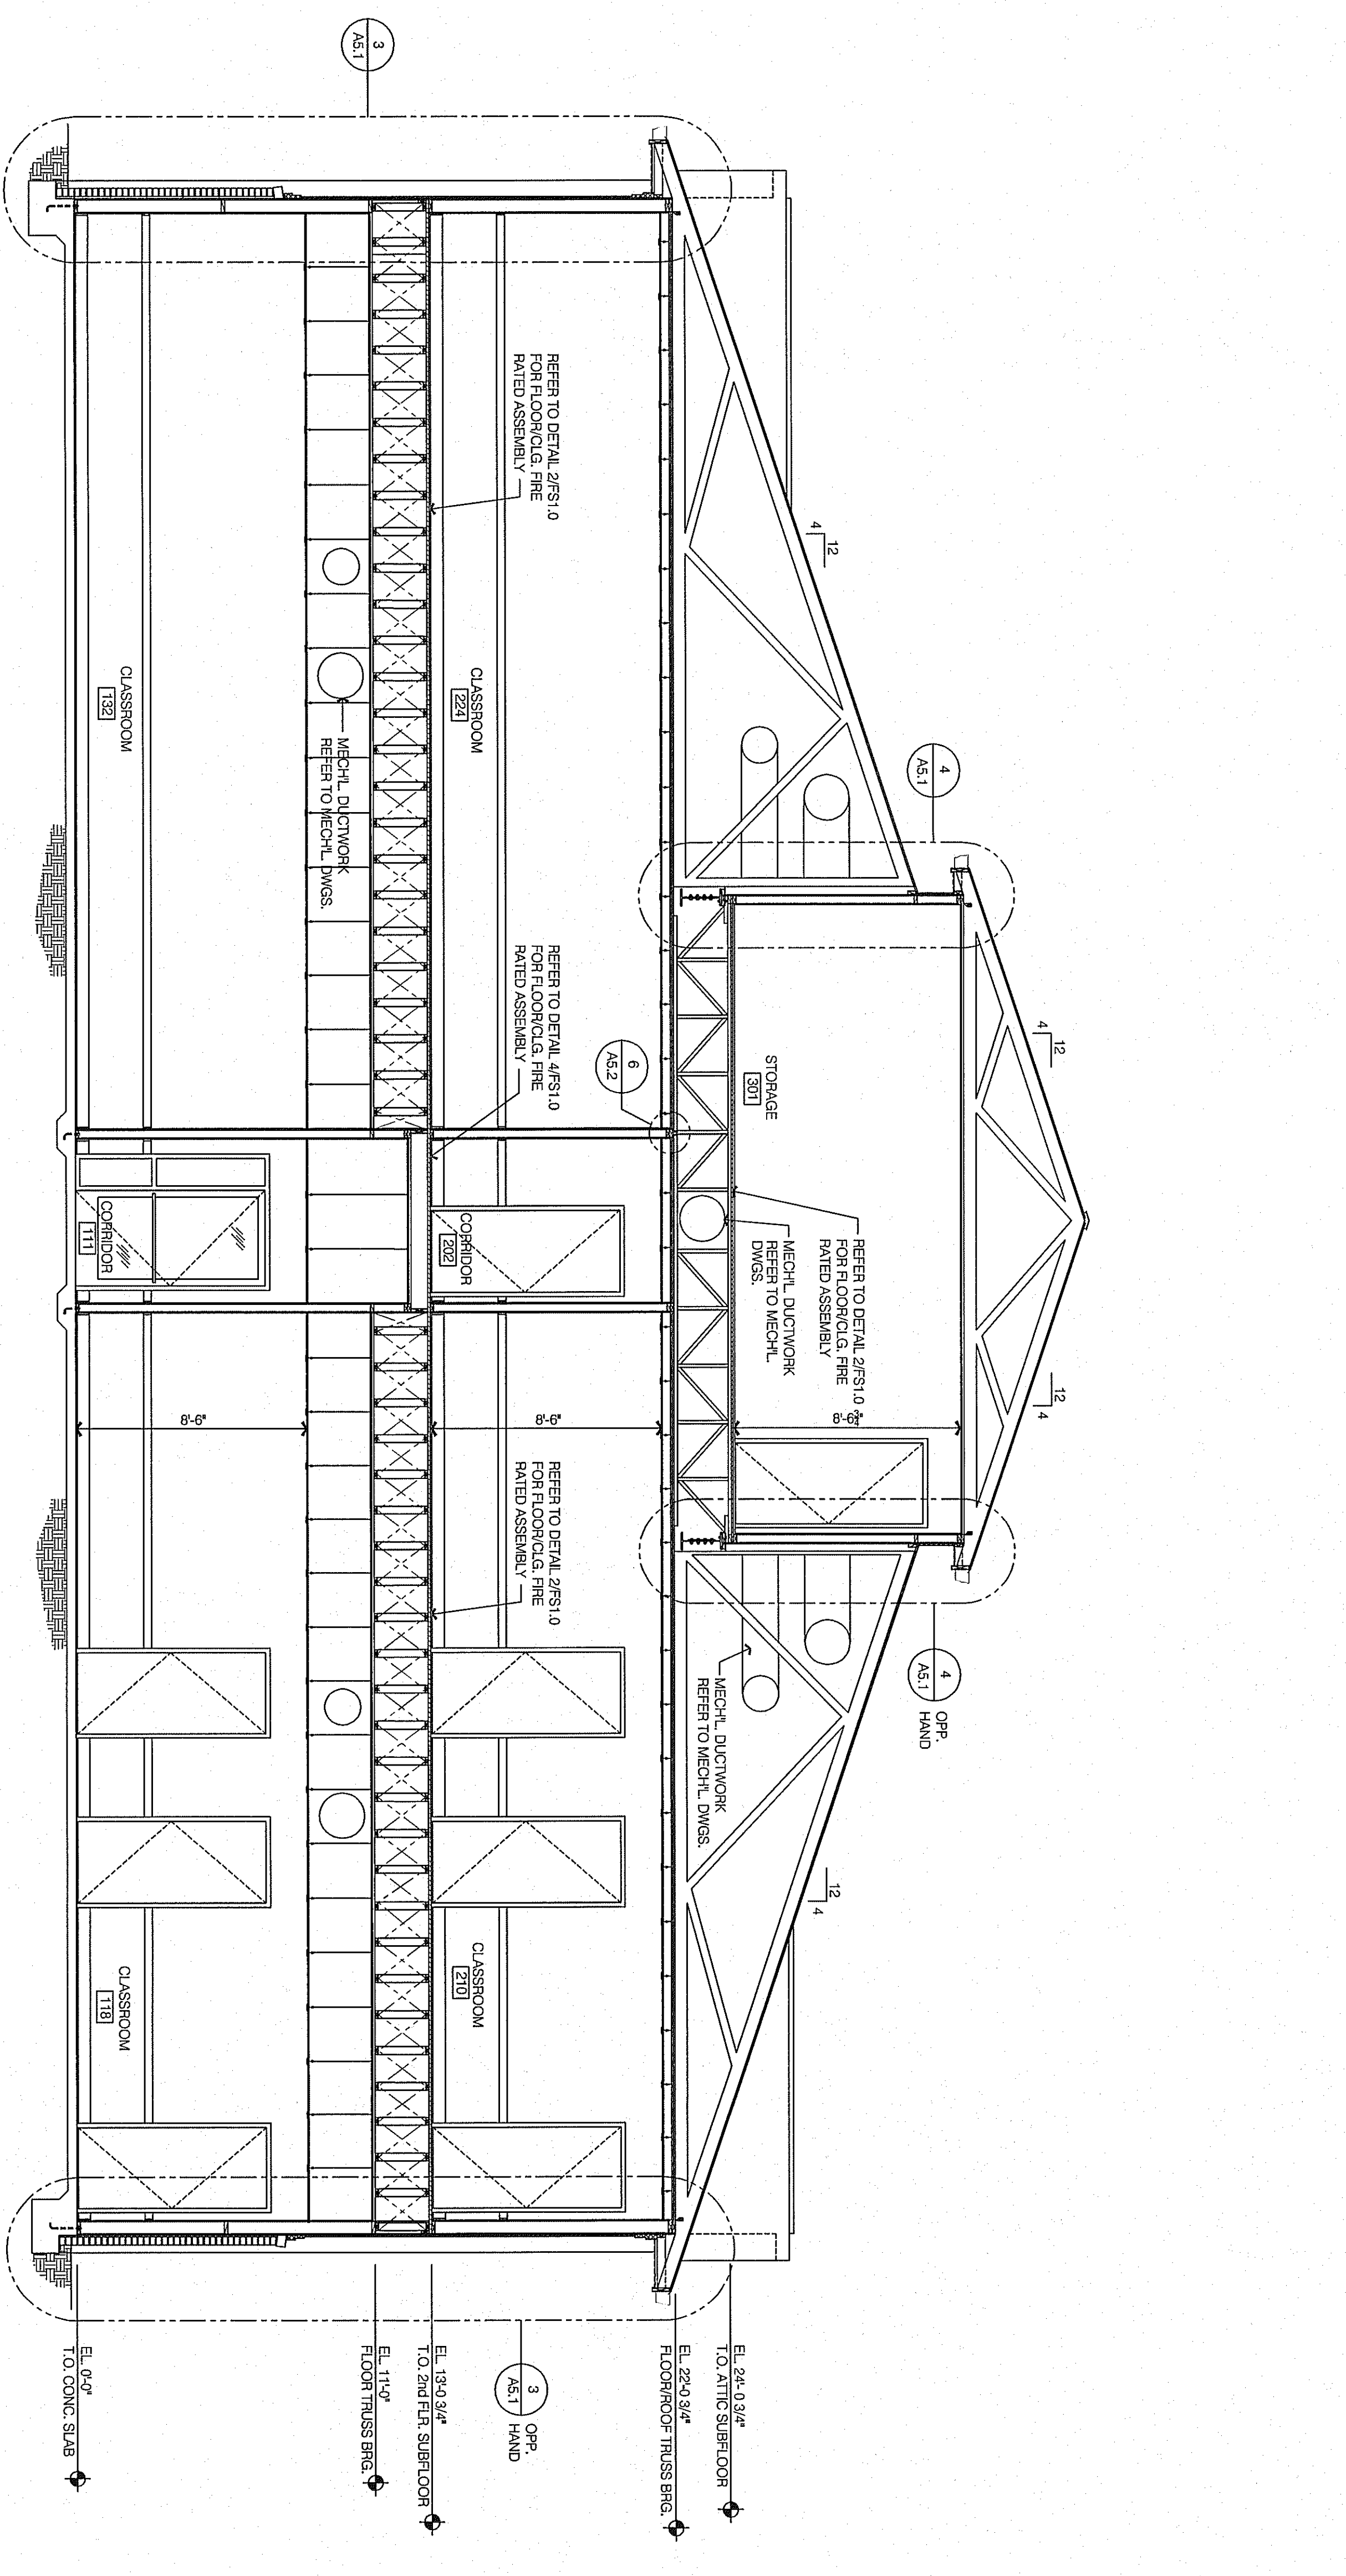 3
A5.1
4
A5.1
4
A5.1
OPP.
HAND
12
4
12
4
12
4
12
4
STORAGE
301
8'-6¾"
REFER TO DETAIL 2/FS1.0
FOR FLOOR/CLG. FIRE
RATED ASSEMBLY
MECH'L. DUCTWORK
REFER TO MECH'L.
DWGS.
MECH'L. DUCTWORK
REFER TO MECH'L. DWGS.
6
A5.2
REFER TO DETAIL 2/FS1.0
FOR FLOOR/CLG. FIRE
RATED ASSEMBLY
REFER TO DETAIL 4/FS1.0
FOR FLOOR/CLG. FIRE
RATED ASSEMBLY
REFER TO DETAIL 2/FS1.0
FOR FLOOR/CLG. FIRE
RATED ASSEMBLY
8'-6"
CLASSROOM
224
CORRIDOR
202
CLASSROOM
210
MECH'L. DUCTWORK
REFER TO MECH'L. DWGS.
8'-6"
CLASSROOM
132
CORRIDOR
111
CLASSROOM
118
EL. 24'- 0 3/4"
T.O. ATTIC SUBFLOOR
EL. 22'-0 3/4"
FLOOR/ROOF TRUSS BRG.
3
A5.1
OPP.
HAND
EL. 13'-0 3/4"
T.O. 2nd FLR. SUBFLOOR
EL. 11'-0"
FLOOR TRUSS BRG.
EL. 0'-0"
T.O. CONC. SLAB